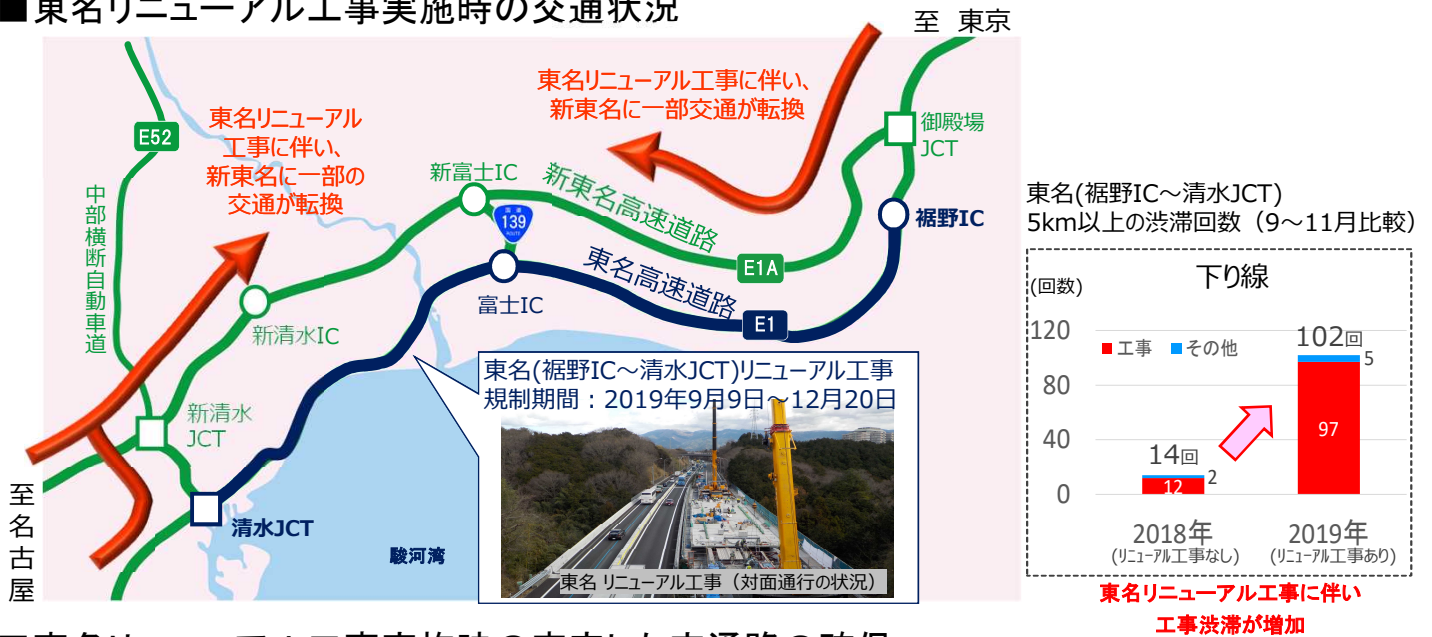 ■東名リニューアル工事実施時の交通状況
至 東京
東名リニューアル工事に伴い、
新東名に一部交通が転換
東名リニューアル
工事に伴い、
新東名に一部の
交通が転換
E52
中部横断自動車道
新富士IC
新東名高速道路
国道
139
ROUTE
御殿場
JCT
裾野IC
E1A
東名高速道路
E1
富士IC
新清水IC
新清水
JCT
清水JCT
駿河湾
至名古屋
東名(裾野IC～清水JCT)リニューアル工事
規制期間：2019年9月9日～12月20日
東名 リニューアル工事（対面通行の状況）
東名(裾野IC～清水JCT)
5km以上の渋滞回数（9～11月比較）
下り線
(回数)
120
80
40
0
■工事 ■その他
14回
2
12
102回
5
97
2018年
(リニューアル工事なし)
2019年
(リニューアル工事あり)
東名リニューアル工事に伴い
工事渋滞が増加